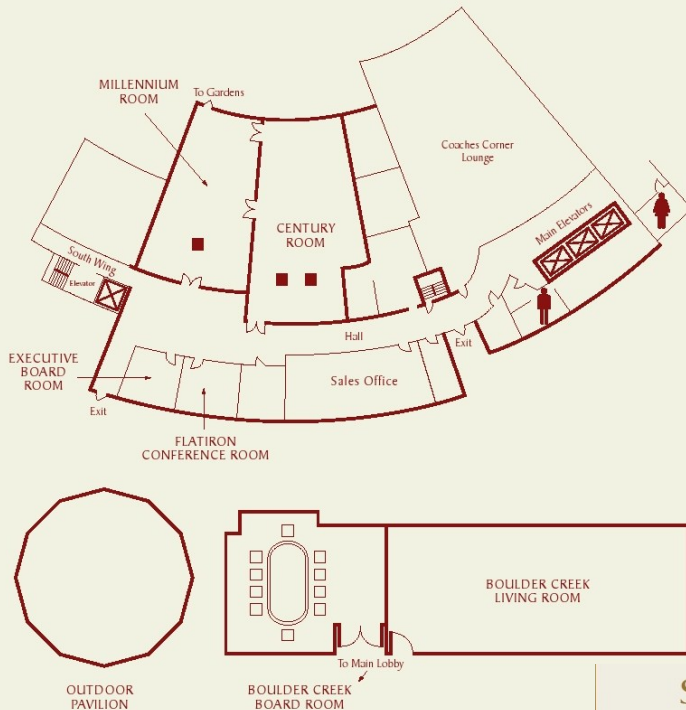 MILLENNIUM
ROOM
To Gardens
Coaches Corner
Lounge
CENTURY
ROOM
Main Elevators
South Wing
Elevator
Hall
Exit
EXECUTIVE
BOARD
ROOM
Sales Office
Exit
FLATIRON
CONFERENCE ROOM
BOULDER CREEK
LIVING ROOM
To Main Lobby
OUTDOOR
PAVILION
BOULDER CREEK
BOARD ROOM
S